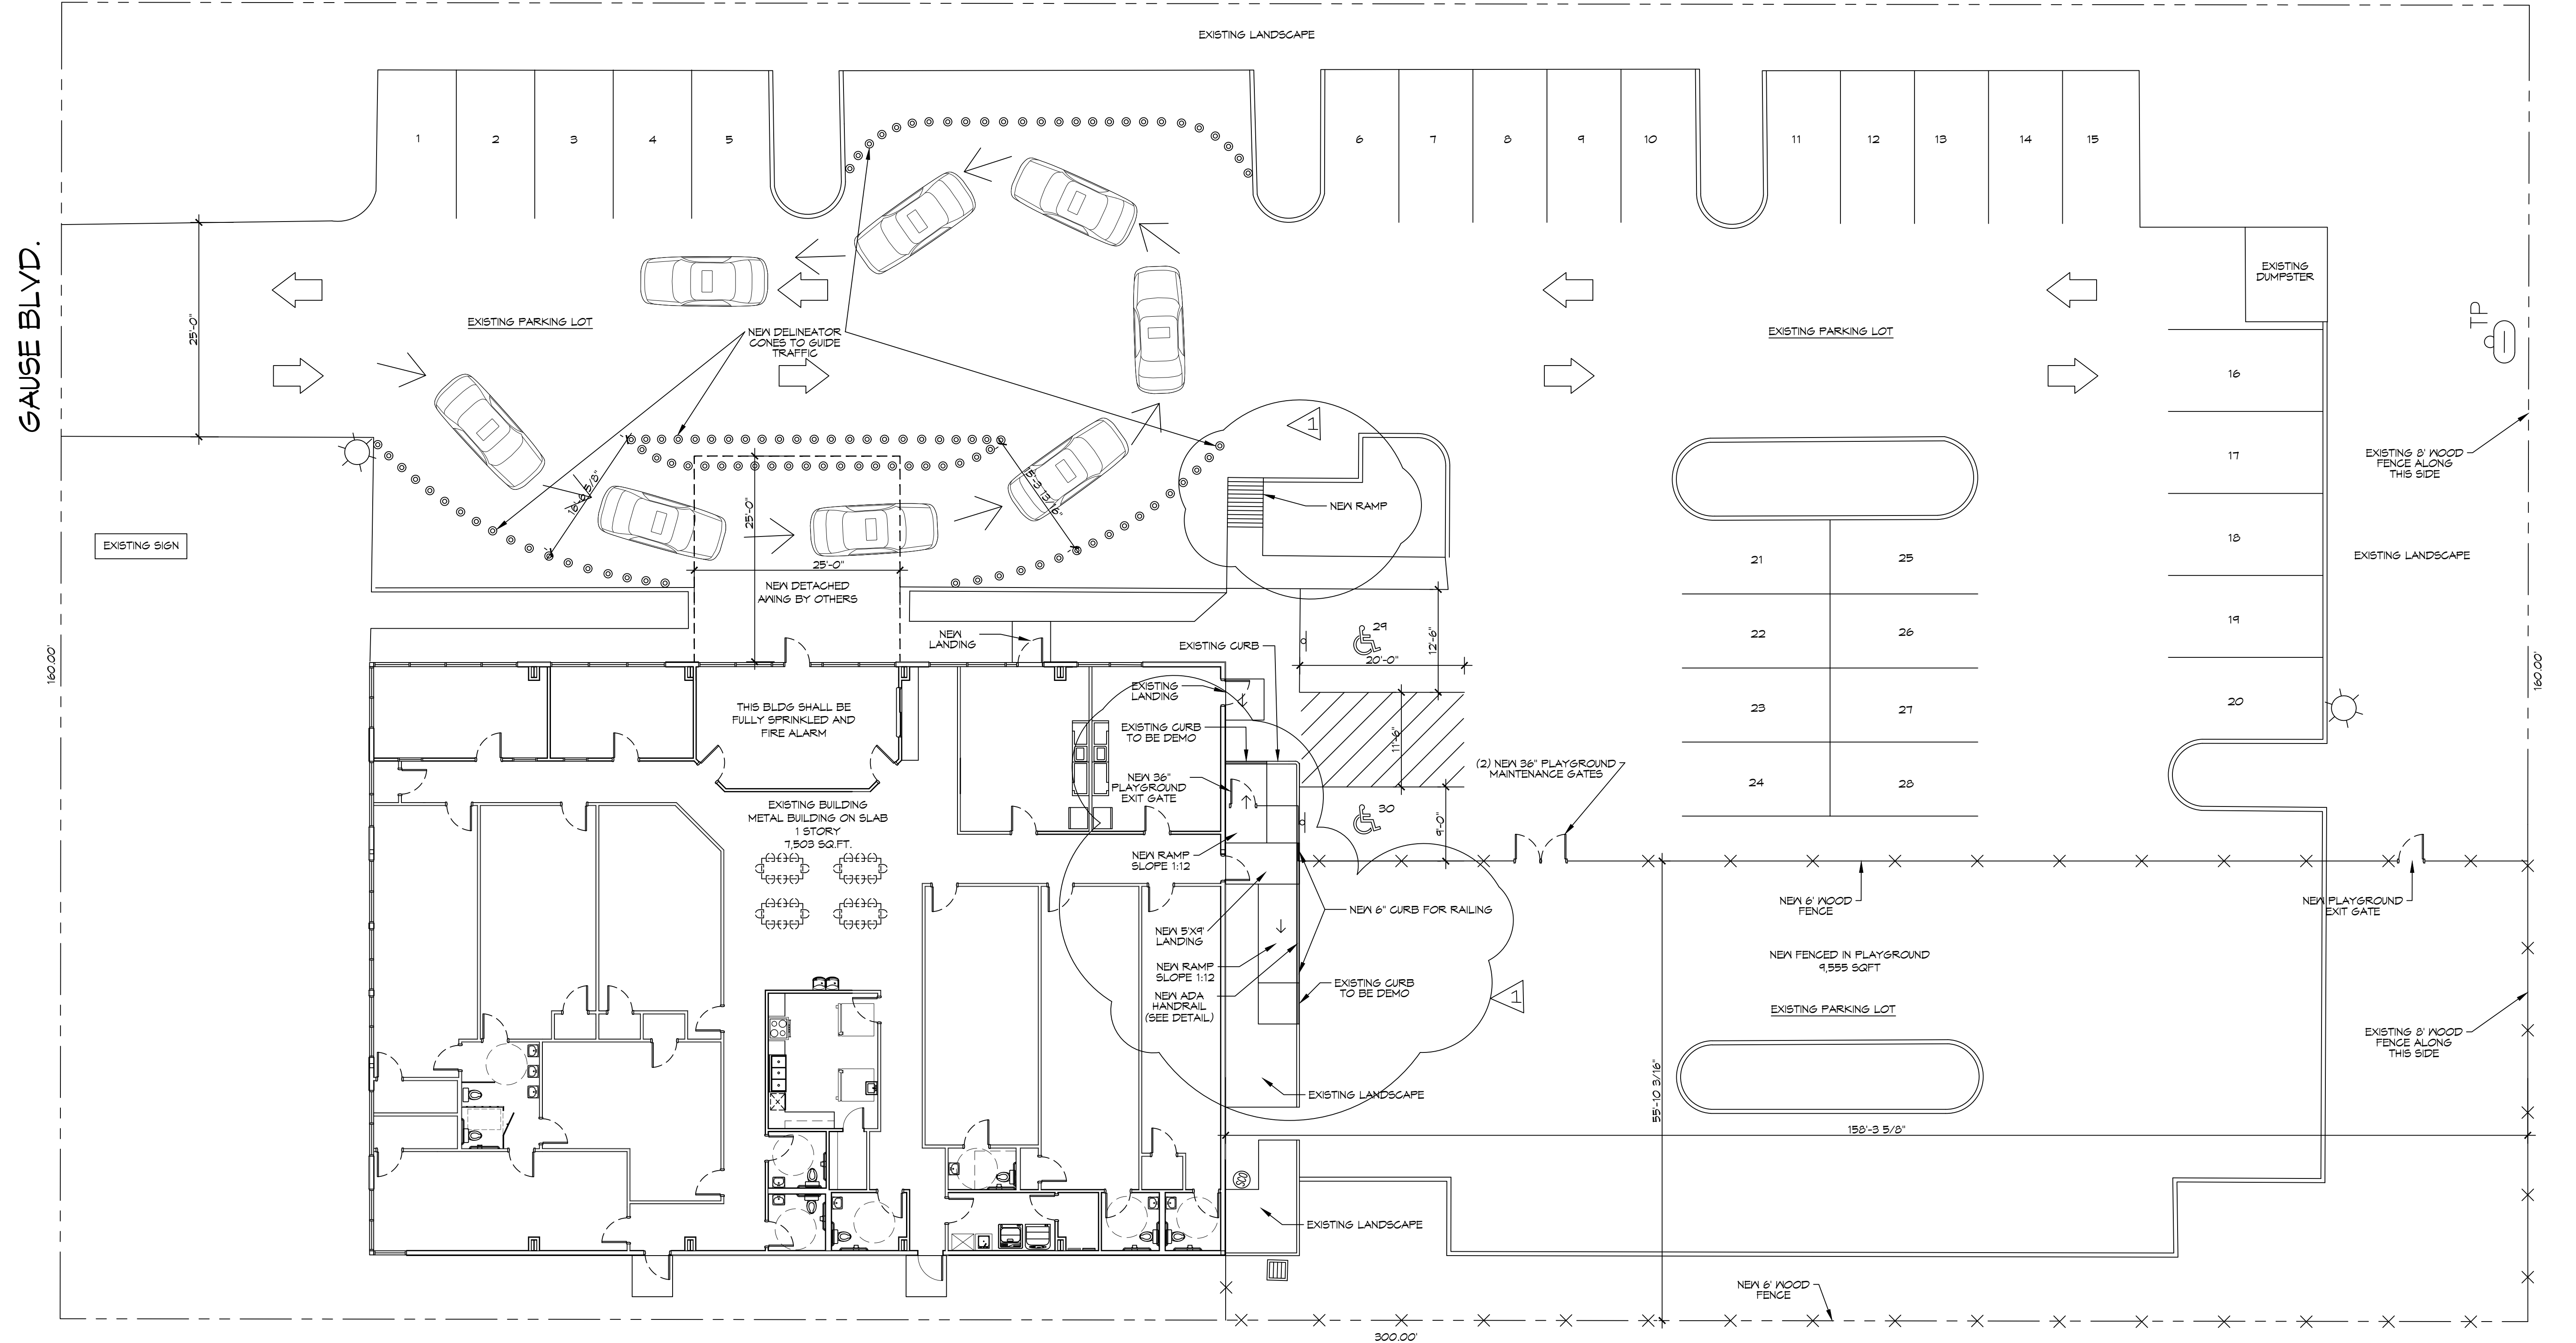 EXISTING LANDSCAPE
1
2
3
4
5
6
7
8
9
10
11
12
13
14
15
GAUSE BLVD.
25'-0"
EXISTING PARKING LOT
NEW DELINEATOR
CONES TO GUIDE
TRAFFIC
EXISTING PARKING LOT
EXISTING
DUMPSTER
TP
16
17
18
19
20
EXISTING 8' WOOD
FENCE ALONG
THIS SIDE
EXISTING LANDSCAPE
EXISTING SIGN
25'-0"
25'-0"
NEW DETACHED
AWING BY OTHERS
1
NEW RAMP
21
25
22
26
23
27
24
28
160.00'
160.00'
NEW
LANDING
EXISTING CURB
29
20'-0"
12'-6"
EXISTING
LANDING
EXISTING CURB
TO BE DEMO
11'-6"
THIS BLDG SHALL BE
FULLY SPRINKLED AND
FIRE ALARM
NEW 36"
PLAYGROUND
EXIT GATE
30
9'-0"
(2) NEW 36" PLAYGROUND
MAINTENANCE GATES
EXISTING BUILDING
METAL BUILDING ON SLAB
1 STORY
7,503 SQ.FT.
NEW RAMP
SLOPE 1:12
NEW 6" CURB FOR RAILING
NEW 6' WOOD
FENCE
NEW PLAYGROUND
EXIT GATE
NEW 5'X9'
LANDING
NEW RAMP
SLOPE 1:12
NEW ADA
HANDRAIL
(SEE DETAIL)
EXISTING CURB
TO BE DEMO
1
NEW FENCED IN PLAYGROUND
9,555 SQFT
EXISTING PARKING LOT
EXISTING 8' WOOD
FENCE ALONG
THIS SIDE
EXISTING LANDSCAPE
55'-10 3/16"
158'-3 5/8"
EXISTING LANDSCAPE
NEW 6' WOOD
FENCE
300.00'